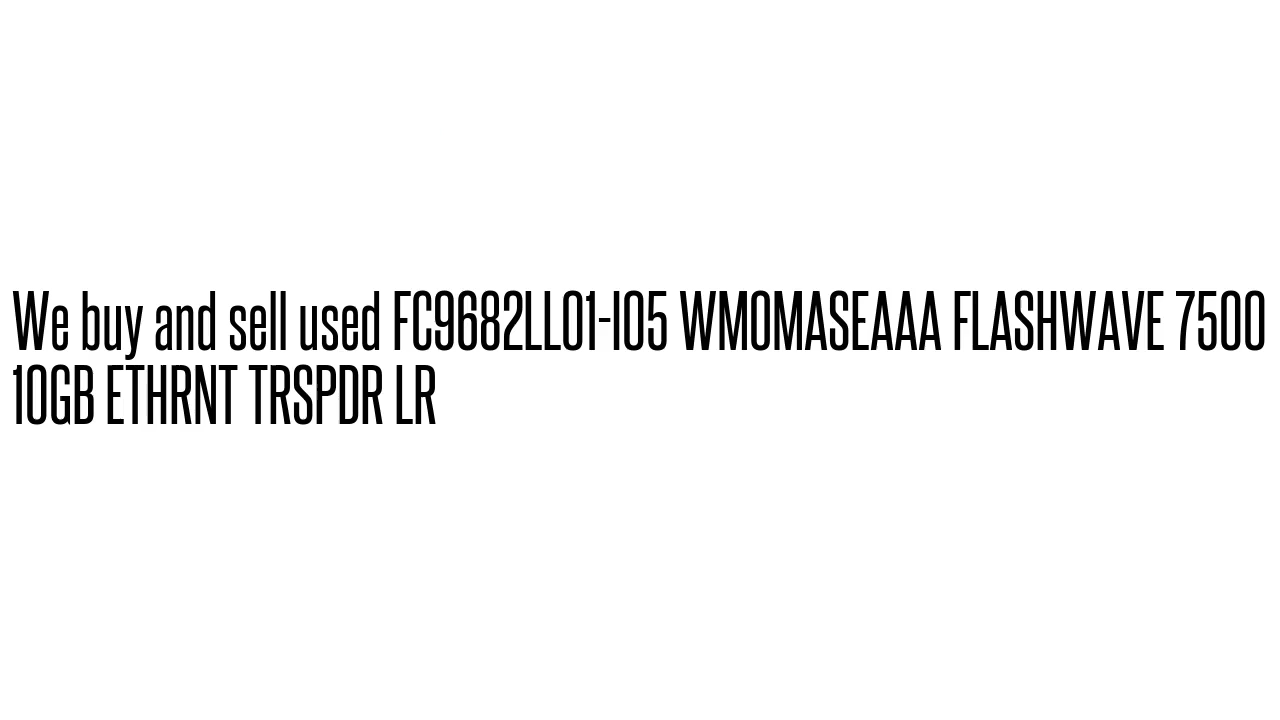 We buy and sell used FC9682LL01-I05 WMOMASEAAA FLASHWAVE 7500
10GB ETHRNT TRSPDR LR